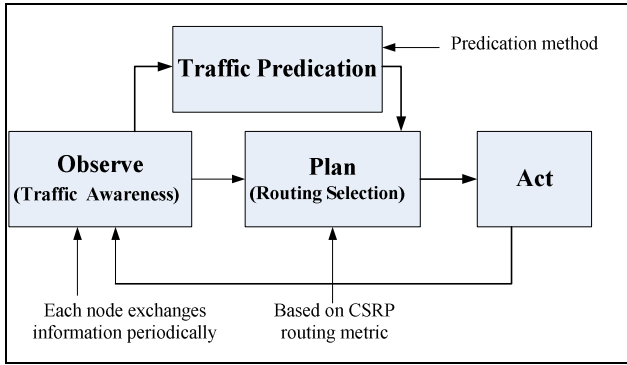 Traffic Predication
Predication method
Observe
(Traffic Awareness)
Plan
(Routing Selection)
Act
Each node exchanges
information periodically
Based on CSRP
routing metric